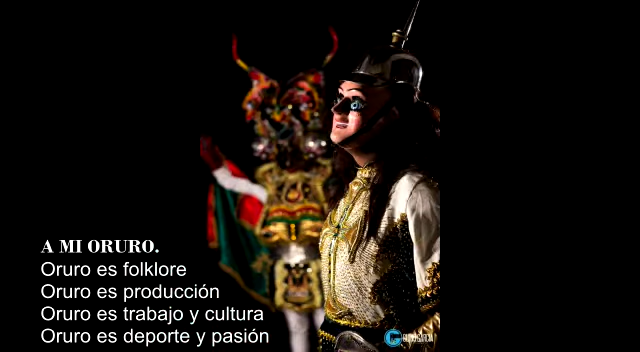 A MI ORURO.
Oruro es folklore
Oruro es producción
Oruro es trabajo y cultura
Oruro es deporte y pasión